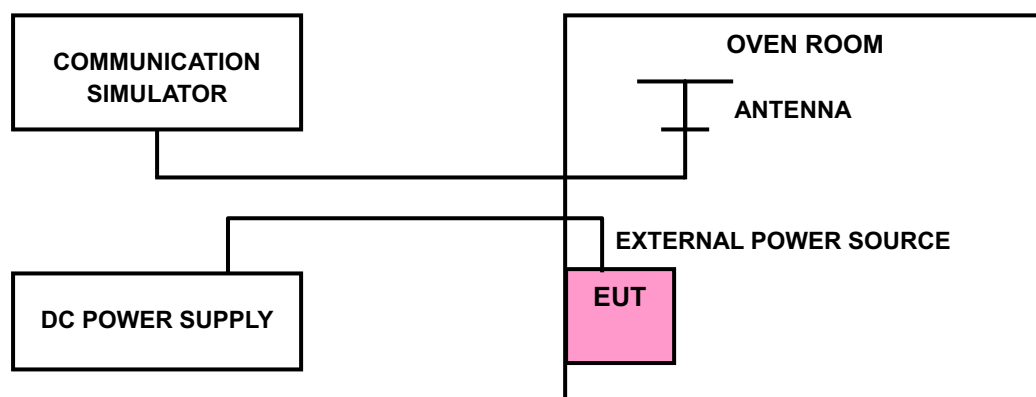 COMMUNICATION
SIMULATOR
OVEN ROOM
ANTENNA
EXTERNAL POWER SOURCE
DC POWER SUPPLY
EUT